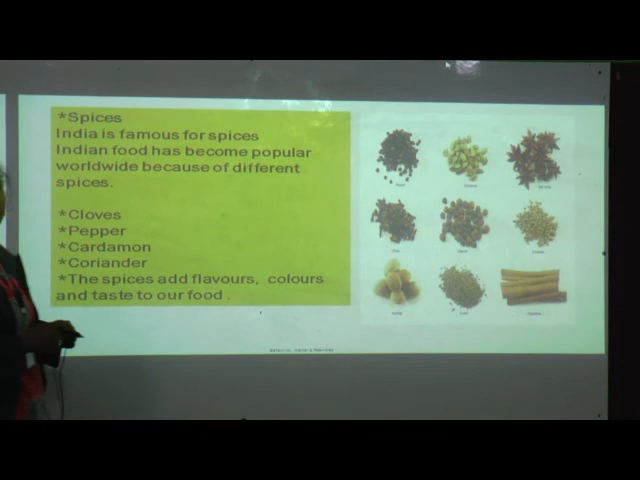 *Spices
India is famous for spices
Indian food has become popular
worldwide because of different
spices.
*Cloves
*Pepper
*Cardamon
*Coriander
*The spices add flavours, colours
and taste to our food .